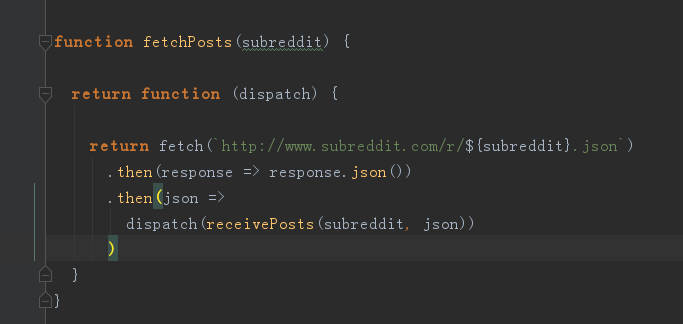 function fetchPosts(subreddit) {
return function (dispatch) {
return fetch(`http://www.subreddit.com/r/${subreddit}.json`)
.then(response => response.json())
.then(json =>
dispatch(receivePosts(subreddit, json))
)
}
}